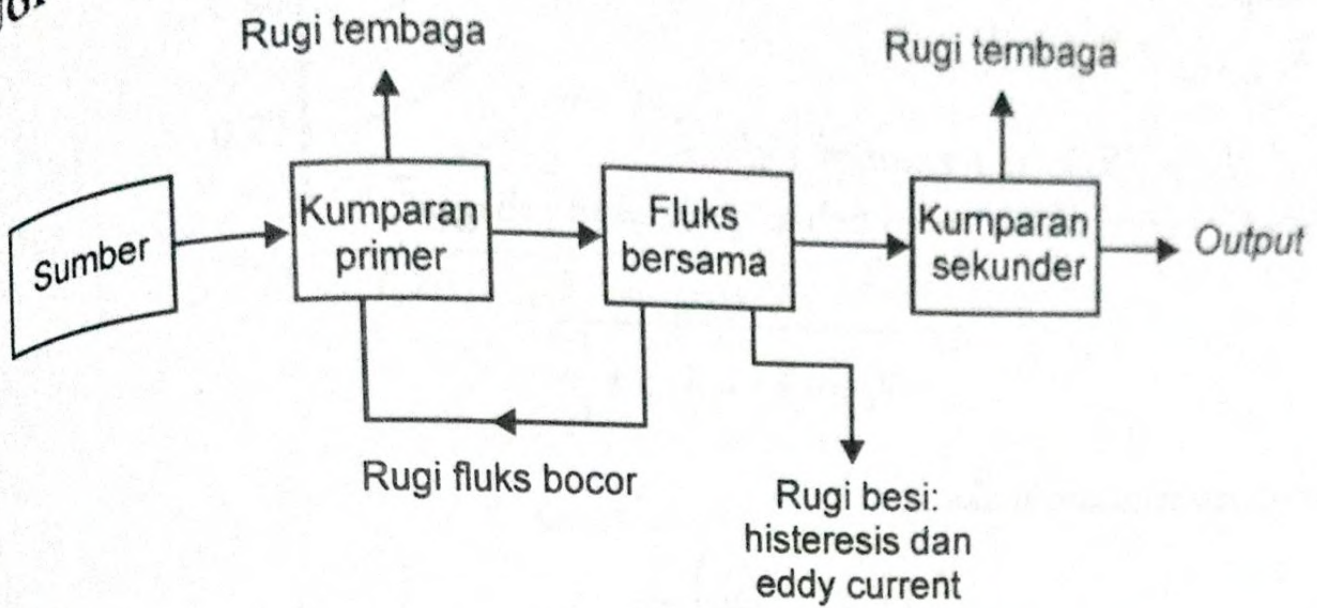 Rugi tembaga
Rugi tembaga
Sumber
Kumparan
primer
Fluks
bersama
Kumparan
sekunder
Output
Rugi fluks bocor
Rugi besi:
histeresis dan
eddy current